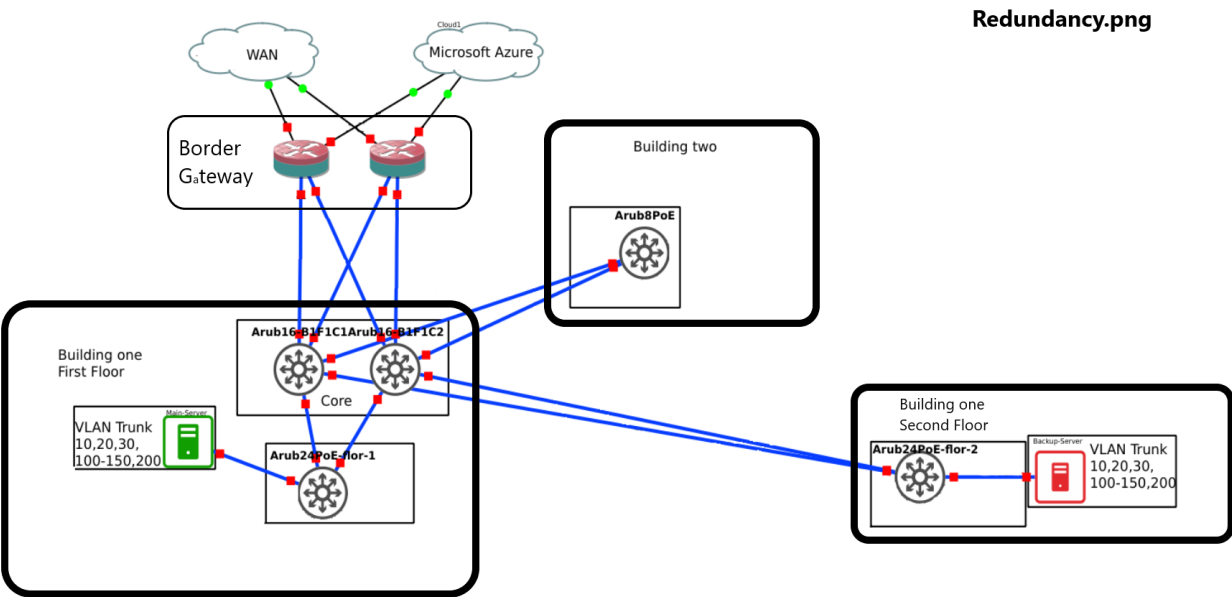 Redundancy.png
Cloud1
WAN
Microsoft Azure
Border
Gateway
Building two
Arub8PoE
Building one
First Floor
Arub16-B1F1C1
Arub16-B1F1C2
Core
Main-Server
VLAN Trunk
10,20,30,
100-150,200
Arub24PoE-flor-1
Building one
Second Floor
Arub24PoE-flor-2
Backup-Server
VLAN Trunk
10,20,30,
100-150,200